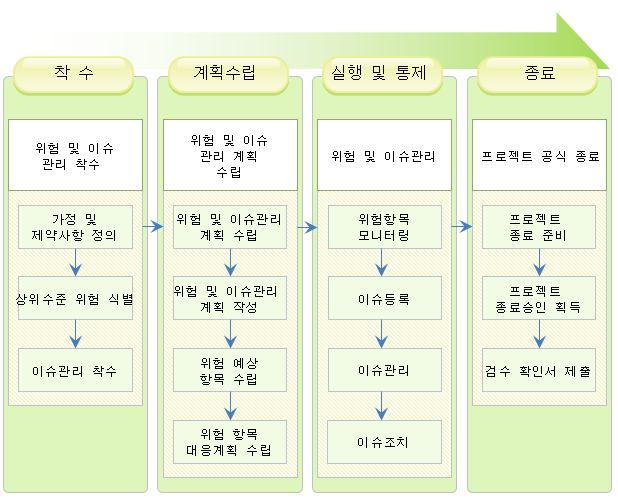 착 수
위험 및 이슈
관리 착수
가정 및
제약사항 정의
상위수준 위험 식별
이슈관리 착수
계획수립
위험 및 이슈
관리 계획
수립
위험 및 이슈관리
계획 수립
위험 및 이슈관리
계획 작성
위험 예상
항목 수립
위험 항목
대응계획 수립
실행 및 통제
위험 및 이슈관리
위험항목
모니터링
이슈등록
이슈관리
이슈조치
종료
프로젝트 공식 종료
프로젝트
종료 준비
프로젝트
종료승인 획득
검수 확인서 제출